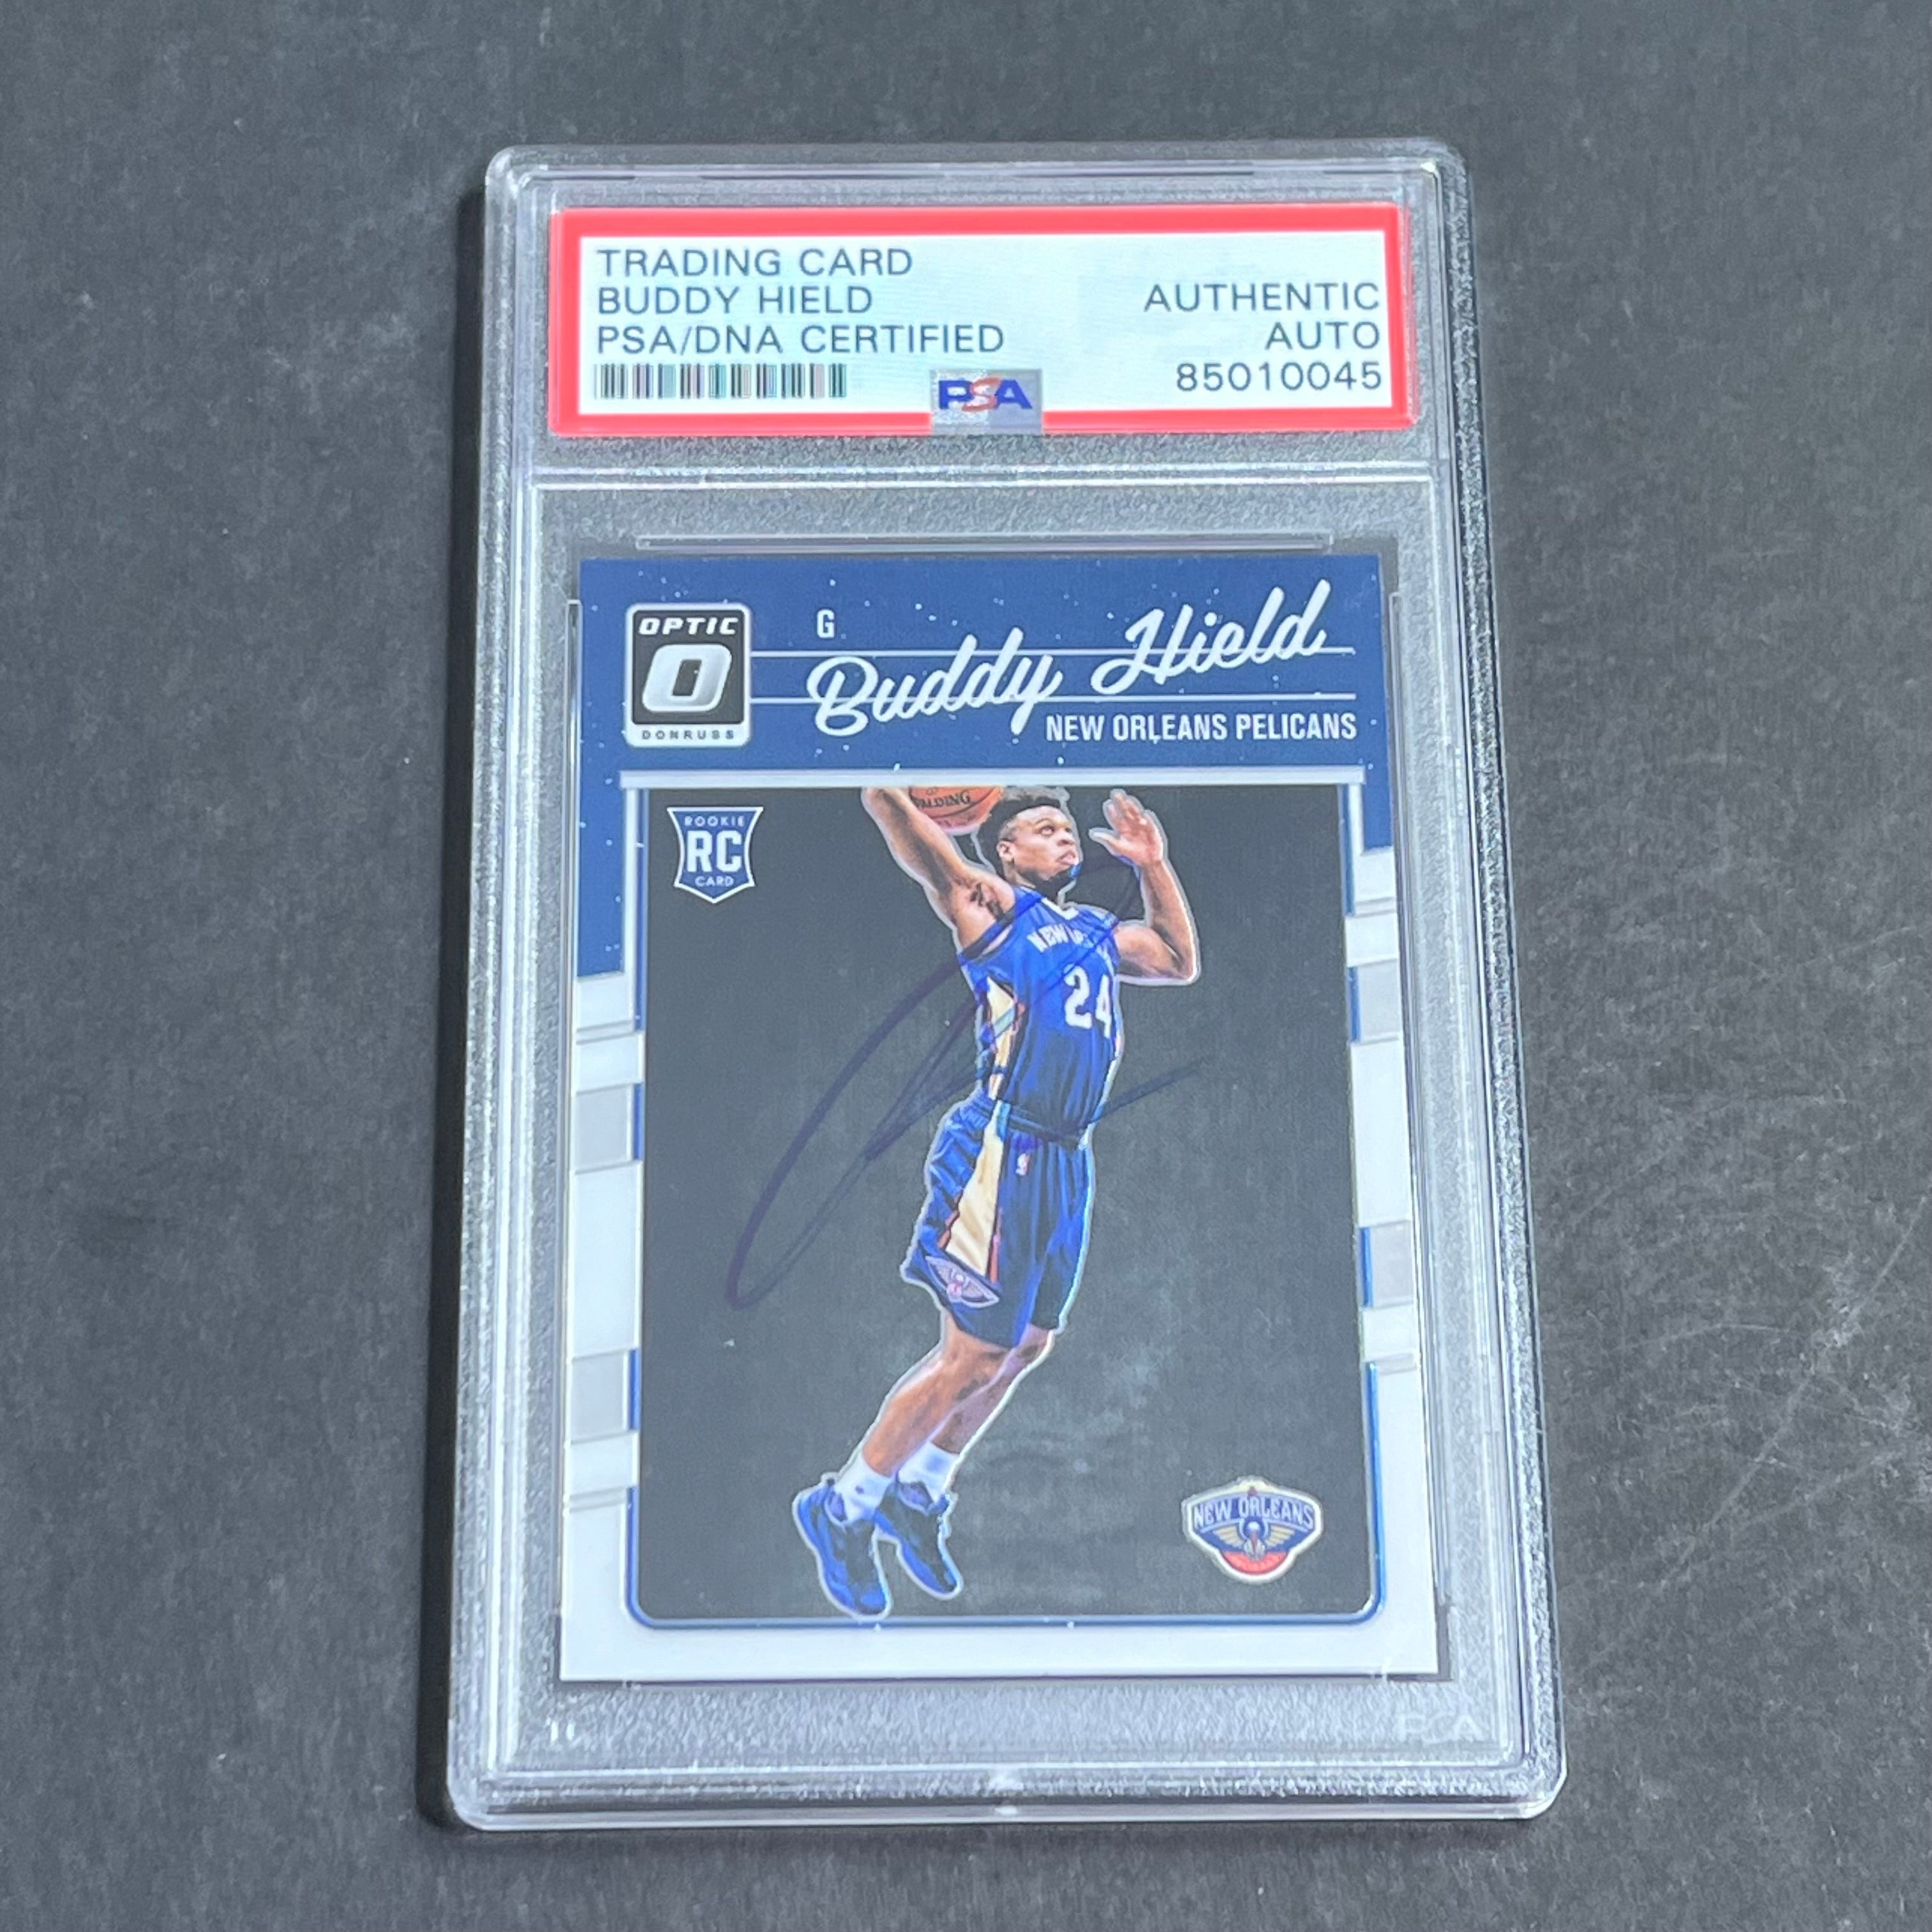 TRADING CARD
BUDDY HIELD
PSA/DNA CERTIFIED
AUTHENTIC
AUTO
85010045
PSA
OPTIC
DONRUSS
G
Buddy Hield
NEW ORLEANS PELICANS
ROOKIE
RC
CARD
24
NEW ORLEANS
PSA